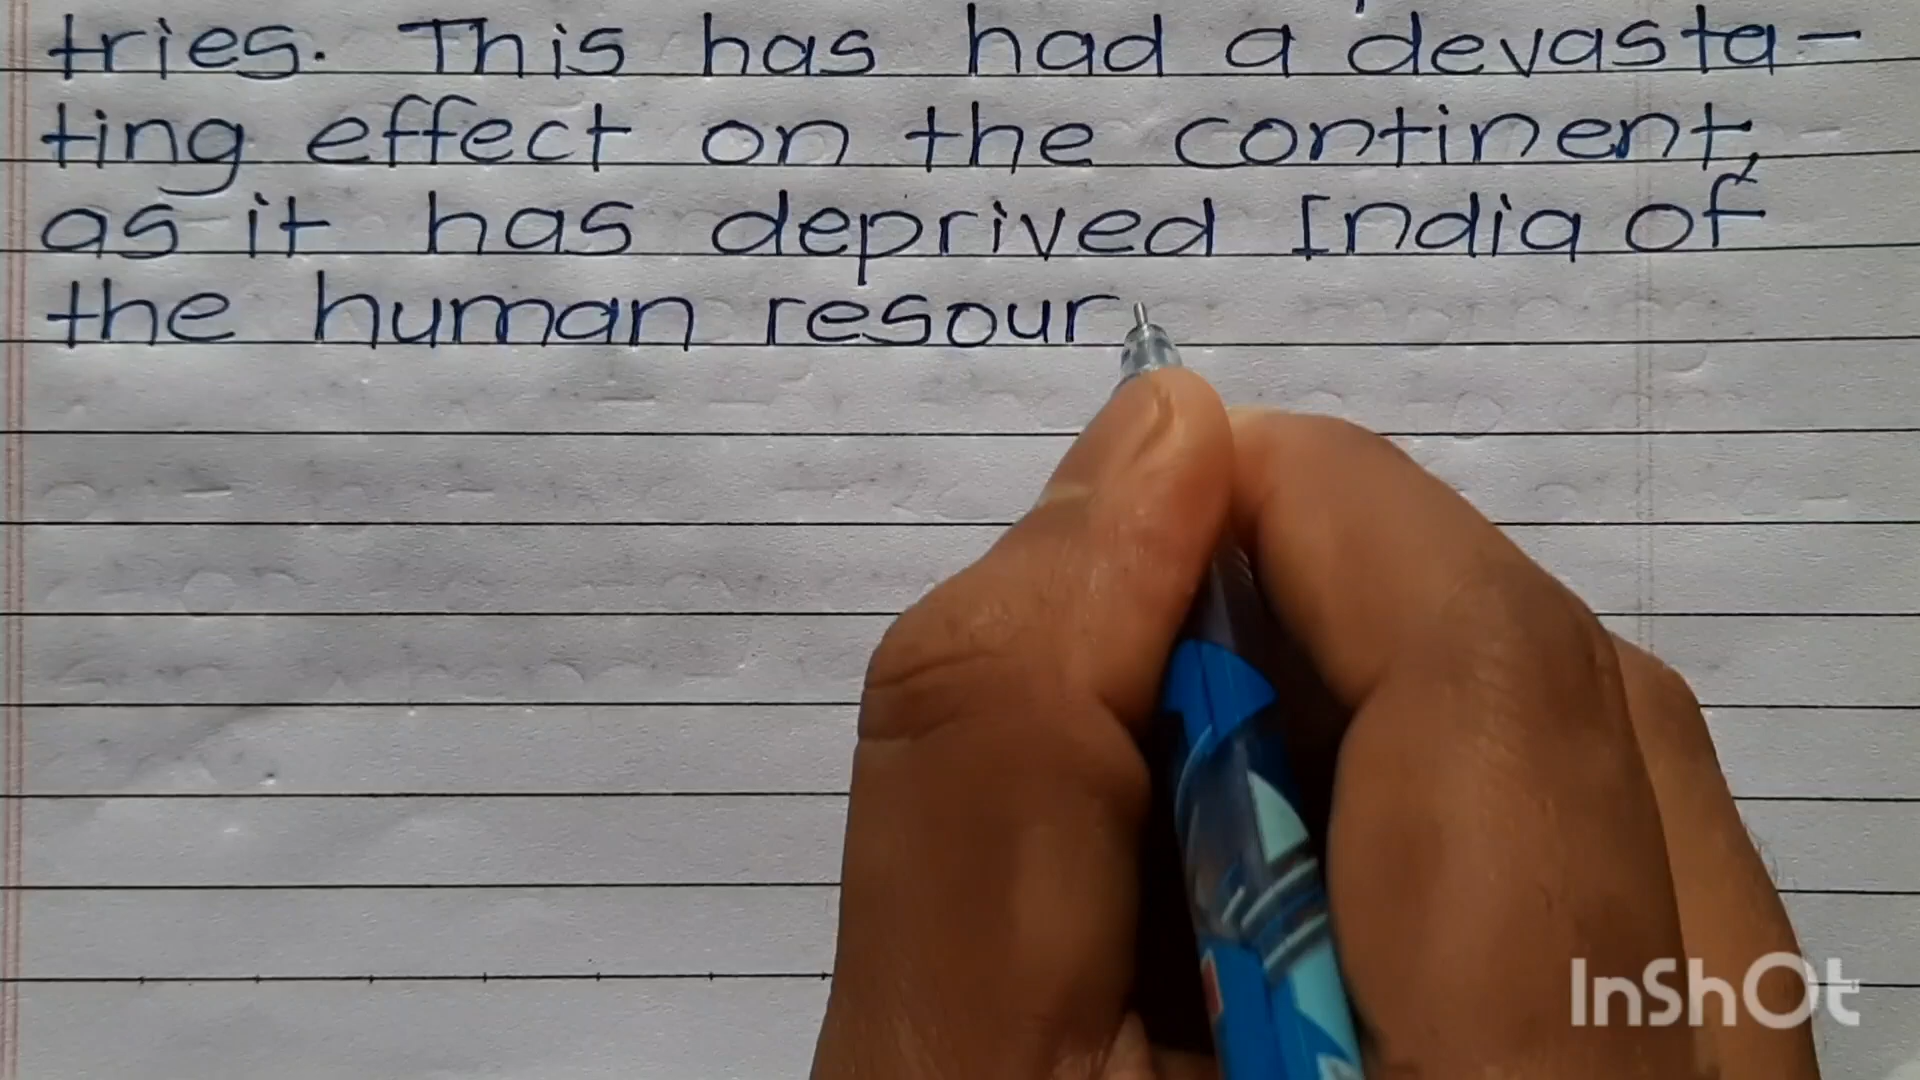 tries. This has had a devasta-
ting effect on the continent,
as it has deprived India of
the human resour
InShOt